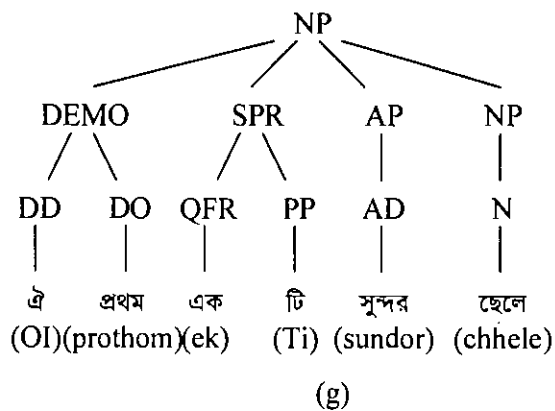 NP
DEMO SPR AP NP
DD DO QFR PP AD N
ঐ প্রথম এক টি সুন্দর ছেলে
(OI)(prothom)(ek) (Ti) (sundor) (chhele)
(g)